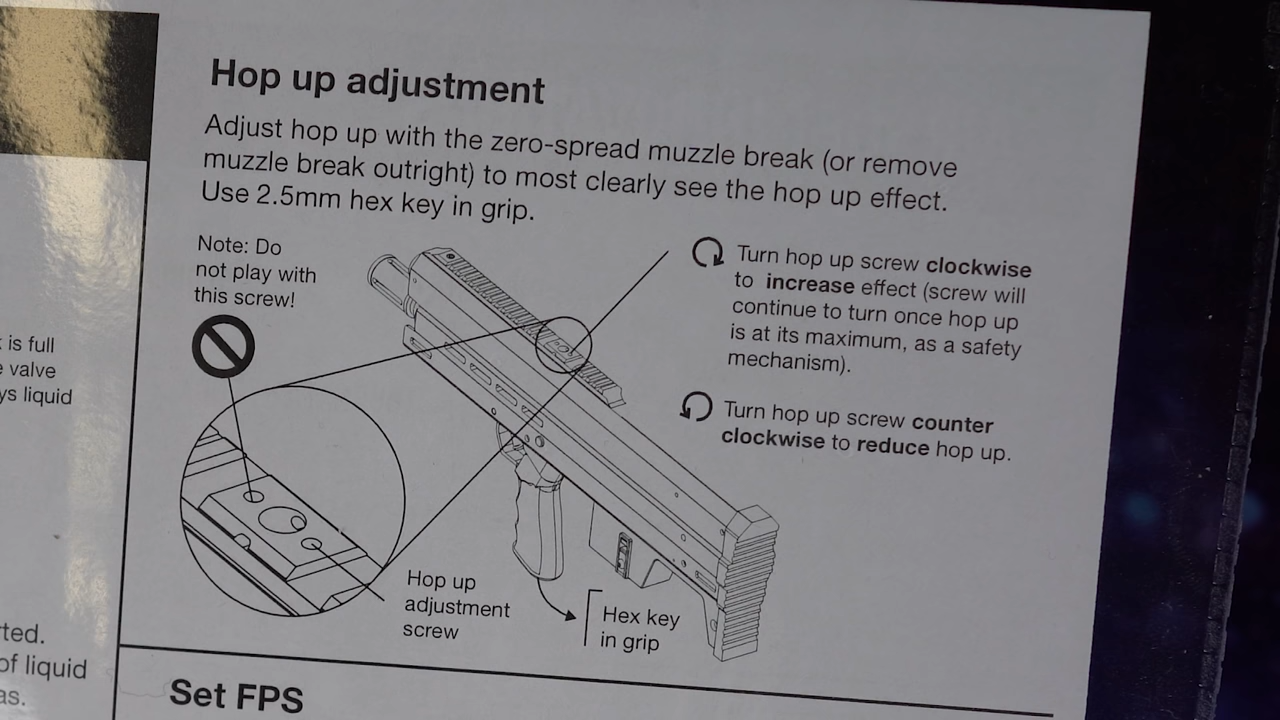 Hop up adjustment
Adjust hop up with the zero-spread muzzle break (or remove
muzzle break outright) to most clearly see the hop up effect.
Use 2.5mm hex key in grip.
Note: Do
not play with
this screw!
Turn hop up screw clockwise
to increase effect (screw will
continue to turn once hop up
is at its maximum, as a safety
mechanism).
Turn hop up screw counter
clockwise to reduce hop up.
Hop up
adjustment
screw
Hex key
in grip
is full
valve
liquid
of liquid
Set FPS